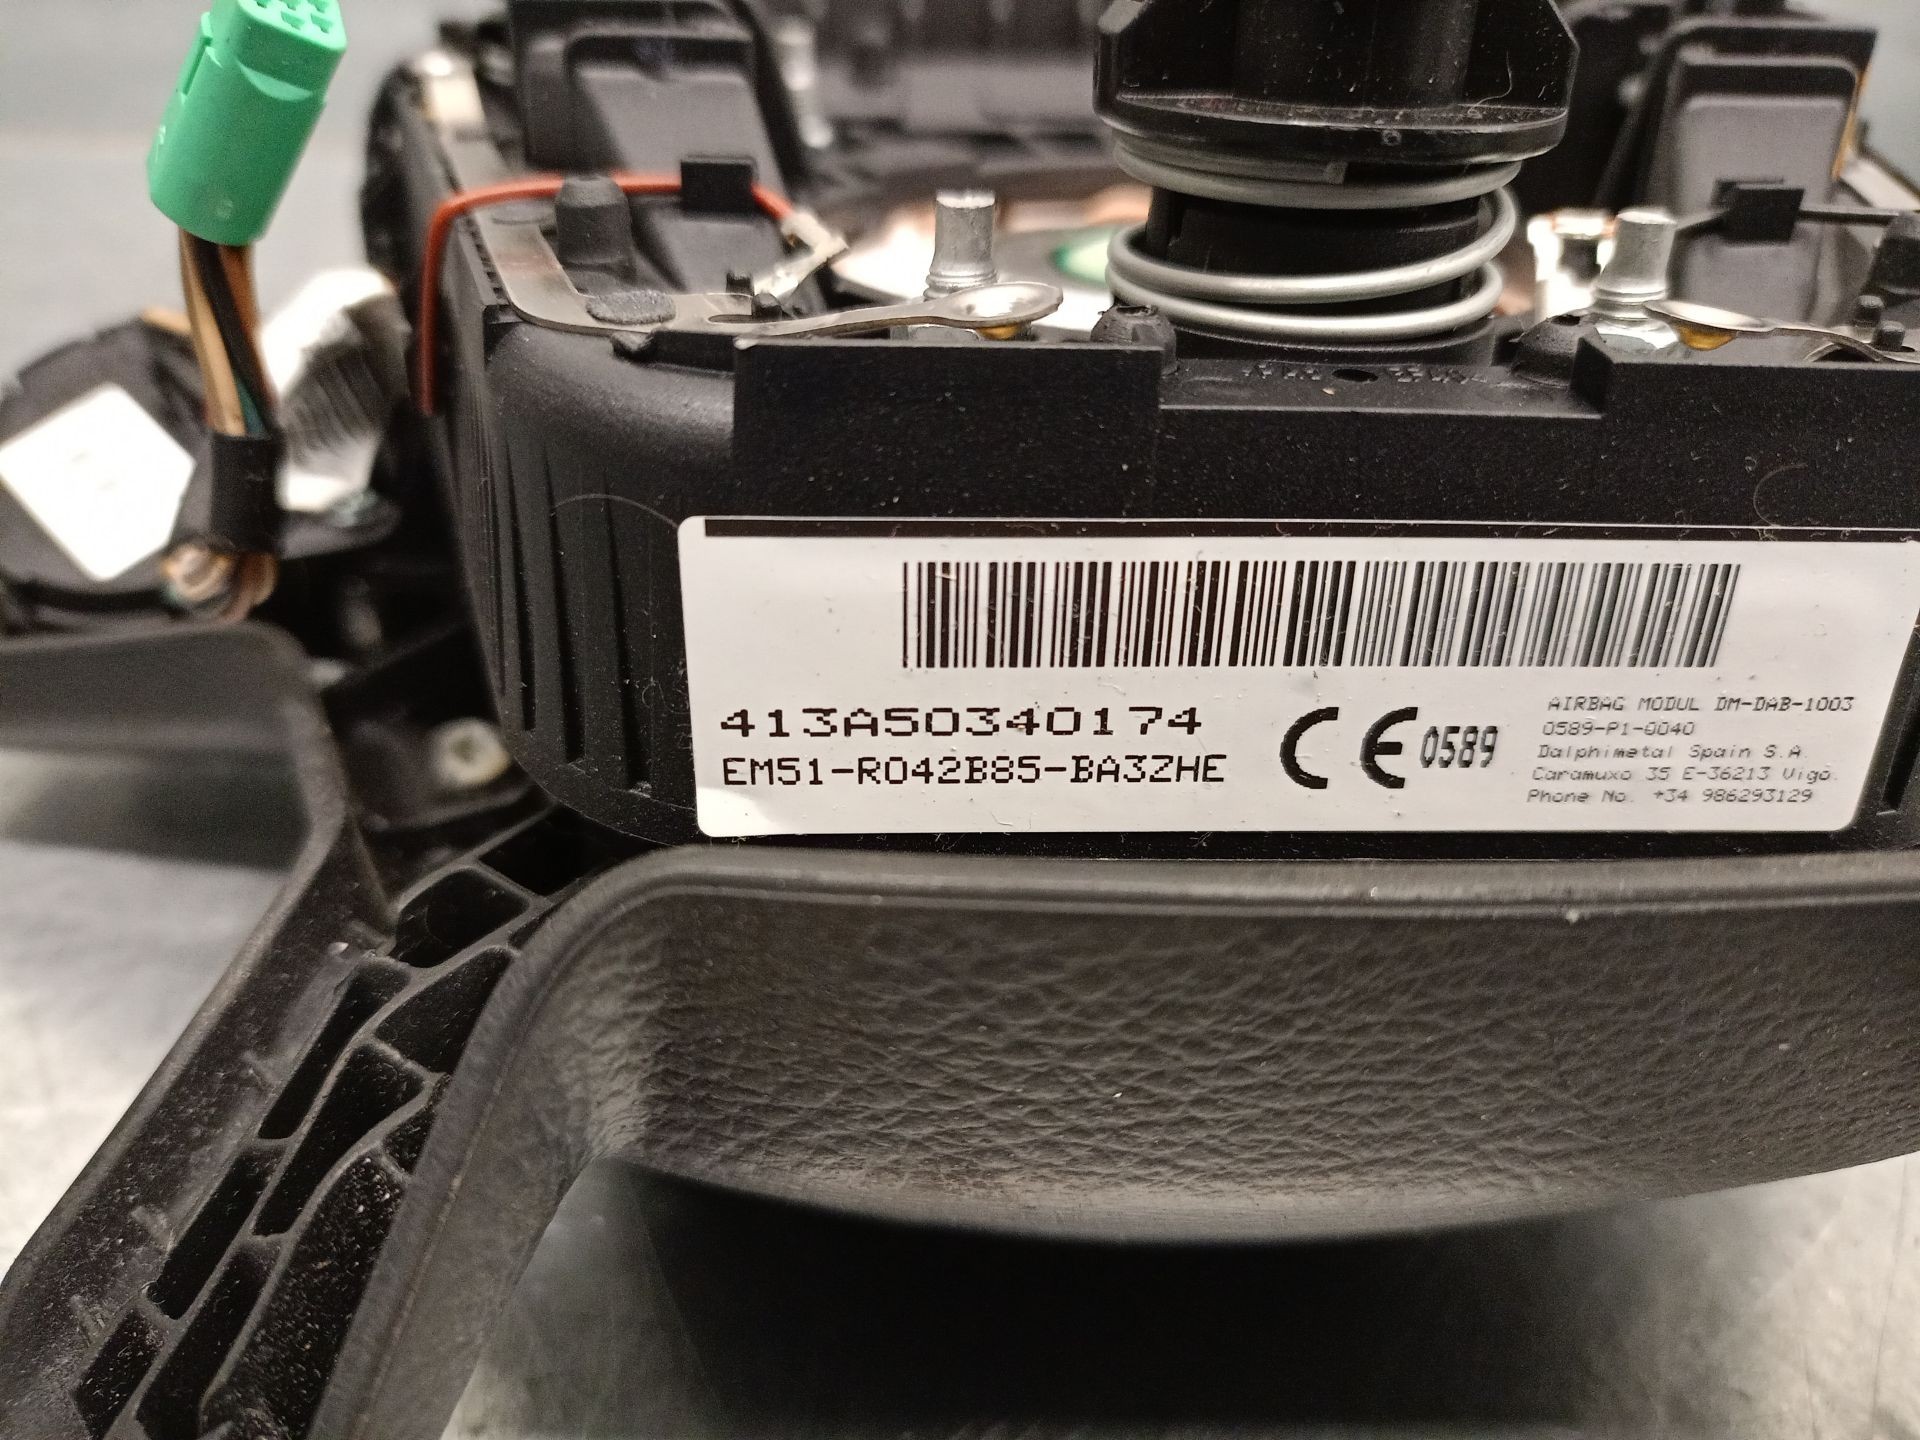 413A50340174
EM51-R042B85-BA3ZHE
CE 0589
AIRBAG MODUL DM-DAB-1003
0589-P1-0040
Dalphimetal Spain S.A.
Caramuxo 35 E-36213 Vigo.
Phone No. +34 986293129